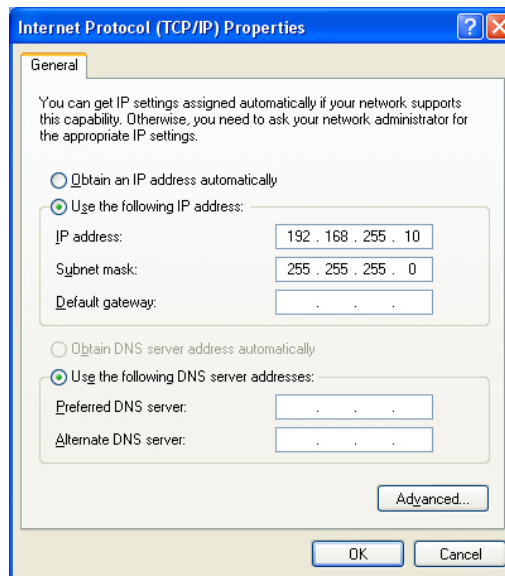 Internet Protocol (TCP/IP) Properties
General
You can get IP settings assigned automatically if your network supports
this capability. Otherwise, you need to ask your network administrator for
the appropriate IP settings.
Obtain an IP address automatically
Use the following IP address:
IP address: 192 . 168 . 255 . 10
Subnet mask: 255 . 255 . 255 . 0
Default gateway: . . .
Obtain DNS server address automatically
Use the following DNS server addresses:
Preferred DNS server: . . .
Alternate DNS server: . . .
Advanced...
OK Cancel